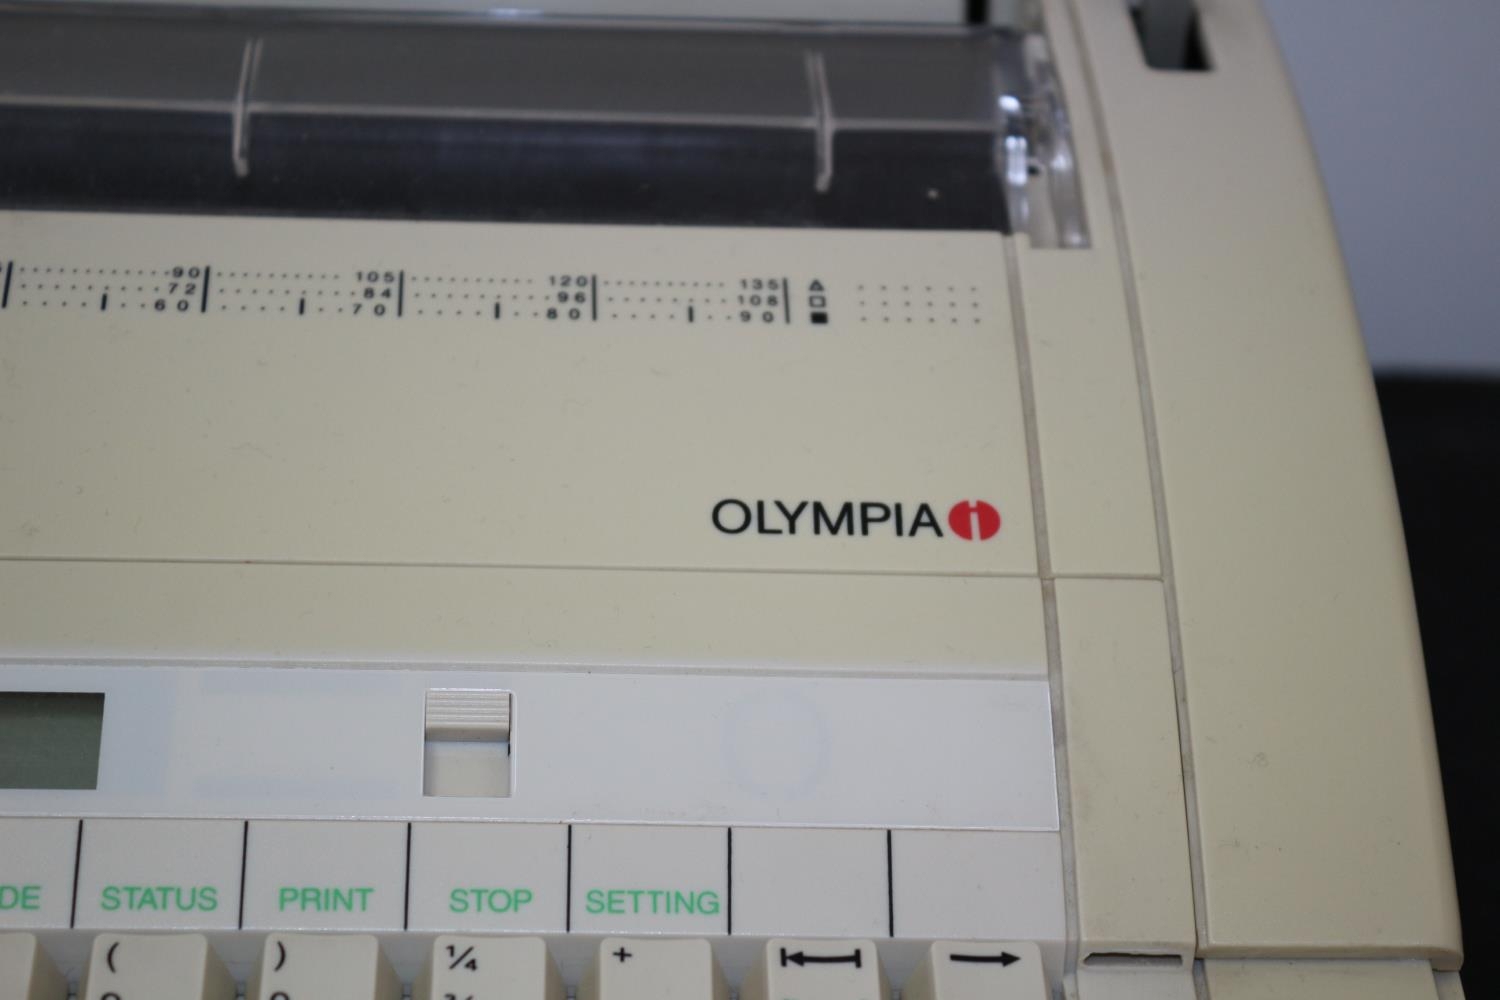 90 105 120 135 △
72 84 96 108 □
60 70 80 90 ■
OLYMPIA
STATUS PRINT STOP SETTING
( ) ¼ +